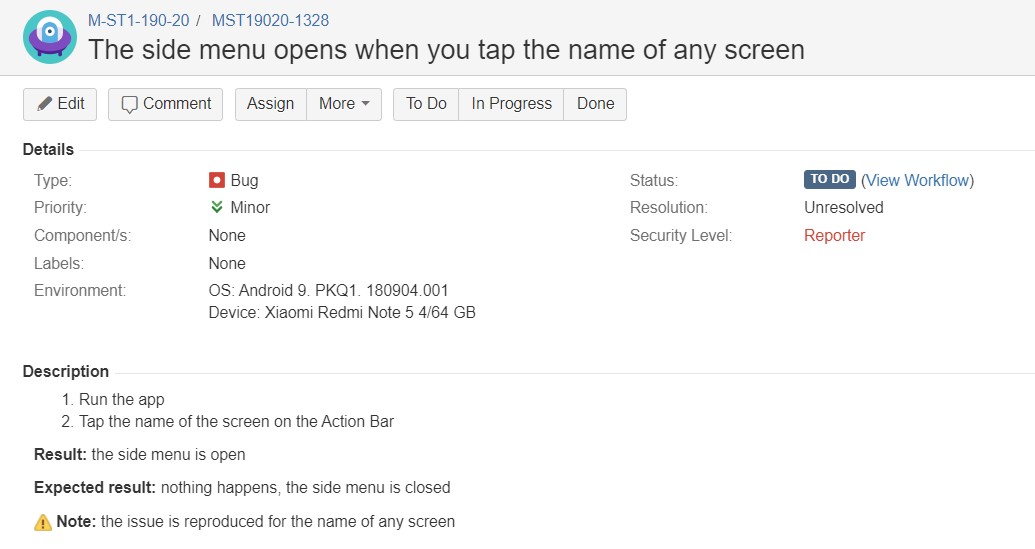 M-ST1-190-20 / MST19020-1328
The side menu opens when you tap the name of any screen
Edit Comment Assign More To Do In Progress Done
Details
Type: Bug Status: TO DO (View Workflow)
Priority: Minor Resolution: Unresolved
Component/s: None Security Level: Reporter
Labels: None
Environment: OS: Android 9. PKQ1. 180904.001
Device: Xiaomi Redmi Note 5 4/64 GB
Description
1. Run the app
2. Tap the name of the screen on the Action Bar
Result: the side menu is open
Expected result: nothing happens, the side menu is closed
Note: the issue is reproduced for the name of any screen